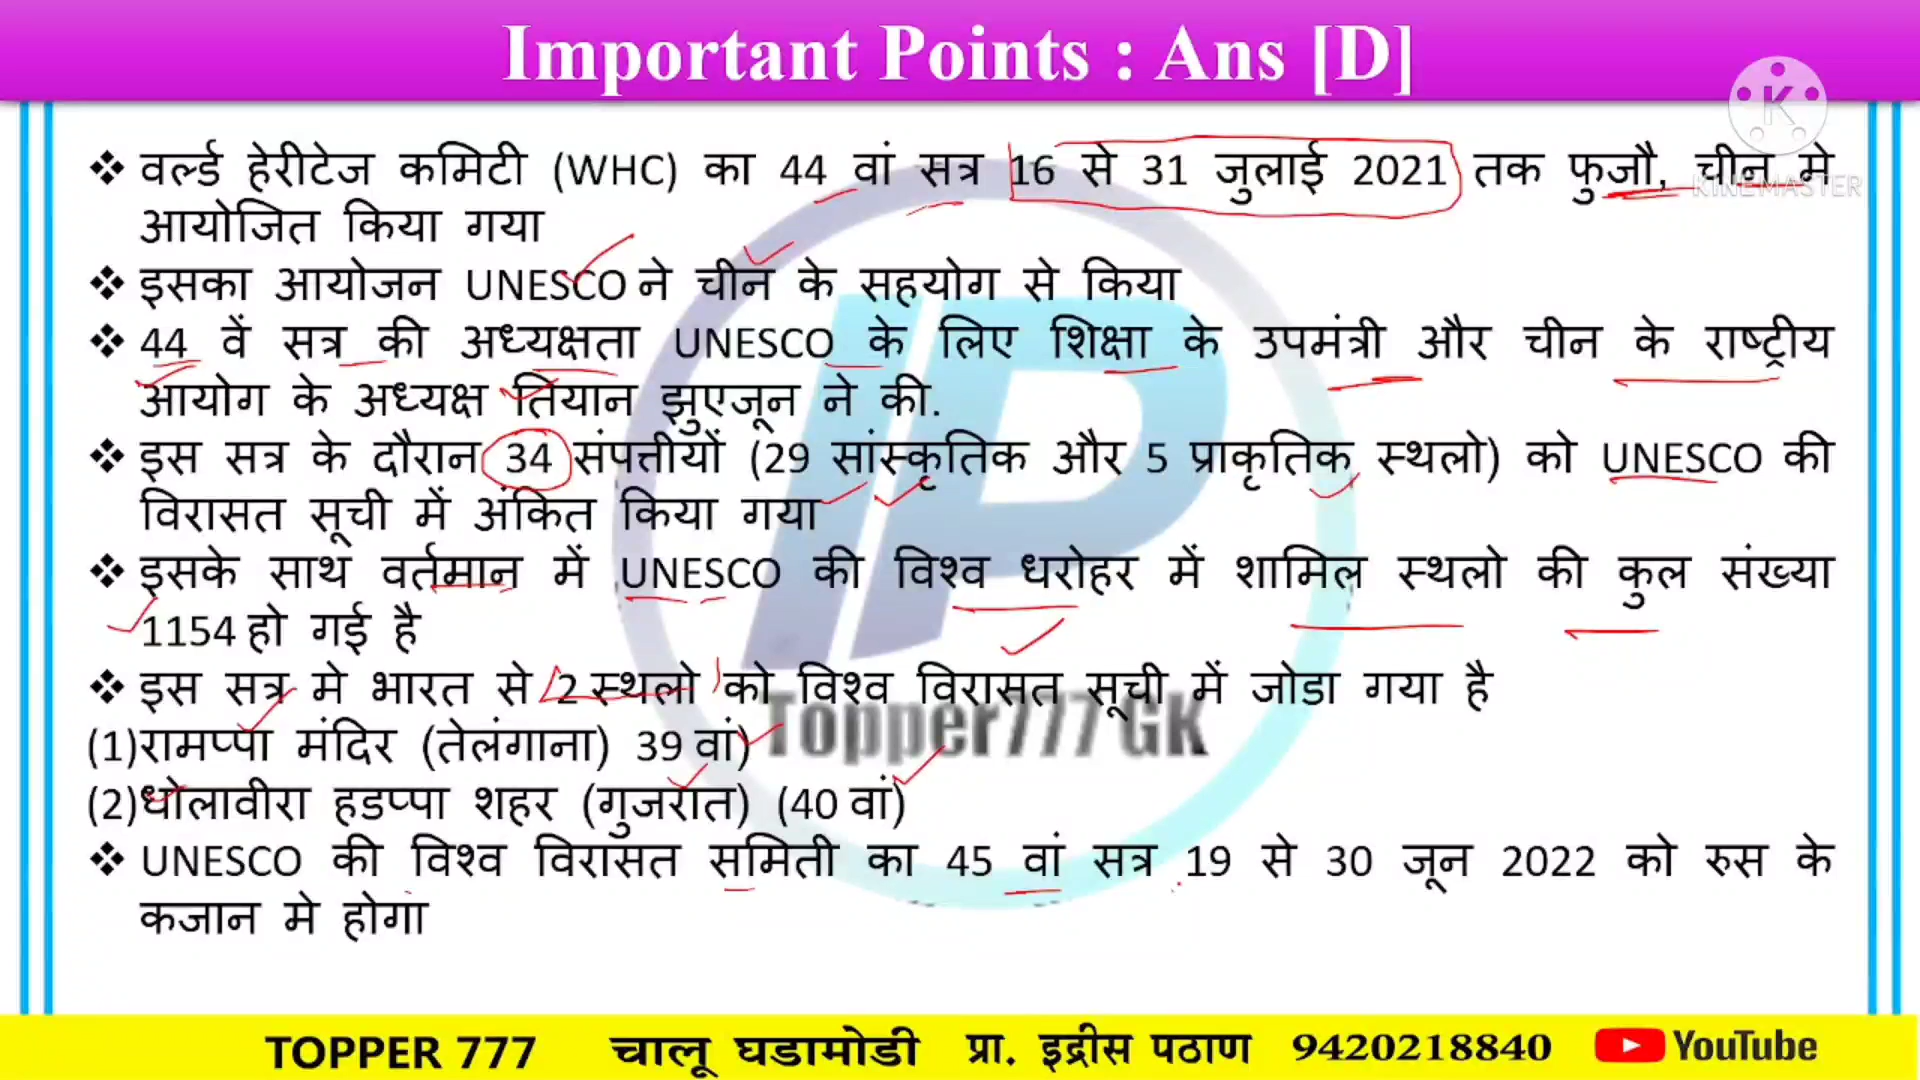 Important Points : Ans [D]
KINEMASTER
❖ वर्ल्ड हेरीटेज कमिटी (WHC) का 44 वां सत्र 16 से 31 जुलाई 2021 तक फुजौ, चीन मे
आयोजित किया गया
❖ इसका आयोजन UNESCO ने चीन के सहयोग से किया
❖ 44 वें सत्र की अध्यक्षता UNESCO के लिए शिक्षा के उपमंत्री और चीन के राष्ट्रीय
आयोग के अध्यक्ष तियान झुएजून ने की.
❖ इस सत्र के दौरान 34 संपत्तीयों (29 सांस्कृतिक और 5 प्राकृतिक स्थलो) को UNESCO की
विरासत सूची में अंकित किया गया
❖ इसके साथ वर्तमान में UNESCO की विश्व धरोहर में शामिल स्थलो की कुल संख्या
1154 हो गई है
❖ इस सत्र मे भारत से 2 स्थलो को विश्व विरासत सूची में जोडा गया है
Topper777 GK
(1)रामप्पा मंदिर (तेलंगाना) 39 वां)
(2)धोलावीरा हडप्पा शहर (गुजरात) (40 वां)
❖ UNESCO की विश्व विरासत समिती का 45 वां सत्र 19 से 30 जून 2022 को रुस के
कजान मे होगा
TOPPER 777 चालू घडामोडी प्रा. इद्रीस पठाण 9420218840 YouTube